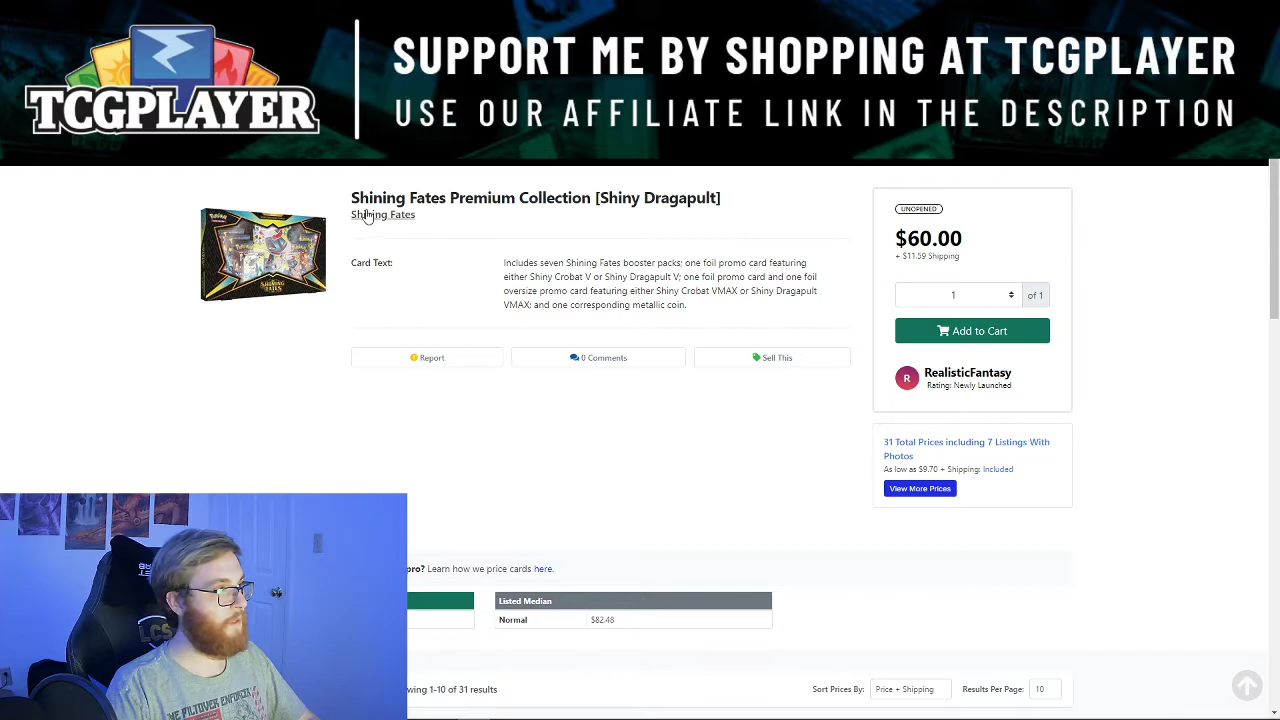 TCGPLAYER
SUPPORT ME BY SHOPPING AT TCGPLAYER
USE OUR AFFILIATE LINK IN THE DESCRIPTION
Shining Fates Premium Collection [Shiny Dragapult]
Shining Fates
Card Text:
Includes seven Shining Fates booster packs; one foil promo card featuring
either Shiny Crobat V or Shiny Dragapult V; one foil promo card and one foil
oversize promo card featuring either Shiny Crobat VMAX or Shiny Dragapult
VMAX; and one corresponding metallic coin.
Report
0 Comments
Sell This
UNOPENED
$60.00
+ $11.59 Shipping
1
of 1
Add to Cart
R
RealisticFantasy
Rating: Newly Launched
31 Total Prices including 7 Listings With
Photos
As low as $9.70 + Shipping: Included
View More Prices
pro? Learn how we price cards here.
Listed Median
Normal $82.48
wing 1-10 of 31 results
Sort Prices By: Price + Shipping
Results Per Page: 10
SHINING
FATES
LCS
ME PILTOVER ENFORCER